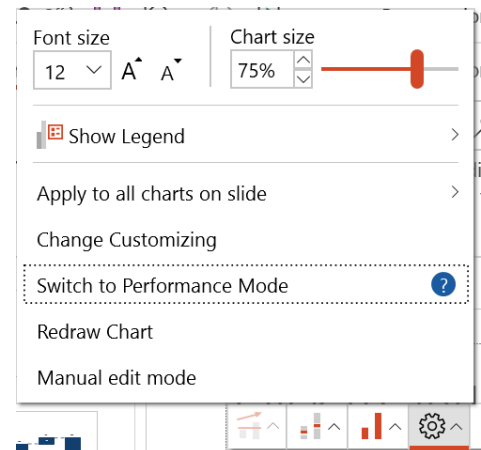 Font size
Chart size
12
A
A
75%
Show Legend
Apply to all charts on slide
Change Customizing
Switch to Performance Mode
?
Redraw Chart
Manual edit mode